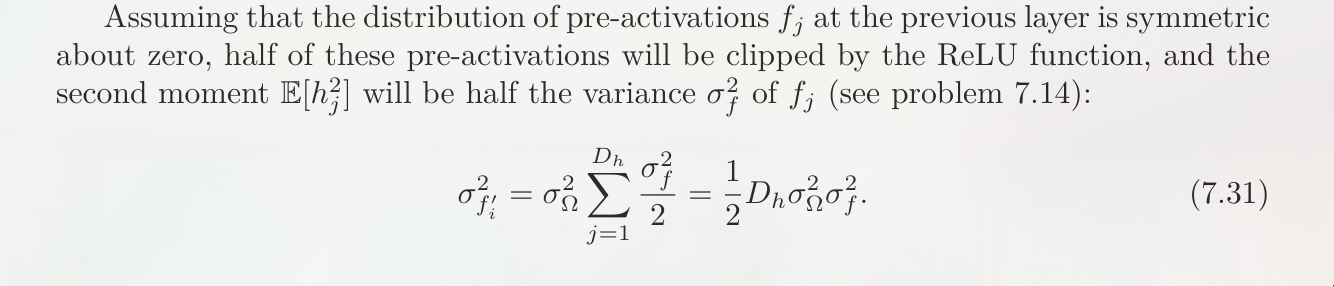 Assuming that the distribution of pre-activations f_j at the previous layer is symmetric
about zero, half of these pre-activations will be clipped by the ReLU function, and the
second moment 𝔼[h_j^2] will be half the variance σ_f^2 of f_j (see problem 7.14):
σ_{f'_i}^2 = σ_Ω^2 ∑_{j=1}^{D_h} \frac{σ_f^2}{2} = \frac{1}{2} D_h σ_Ω^2 σ_f^2. (7.31)